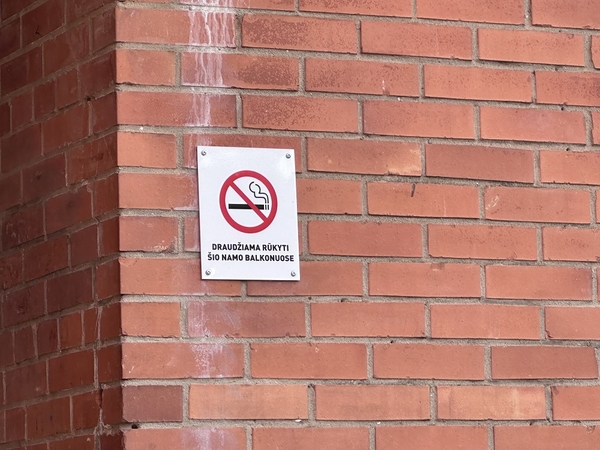 DRAUDŽIAMA RŪKYTI
ŠIO NAMO BALKONUOSE